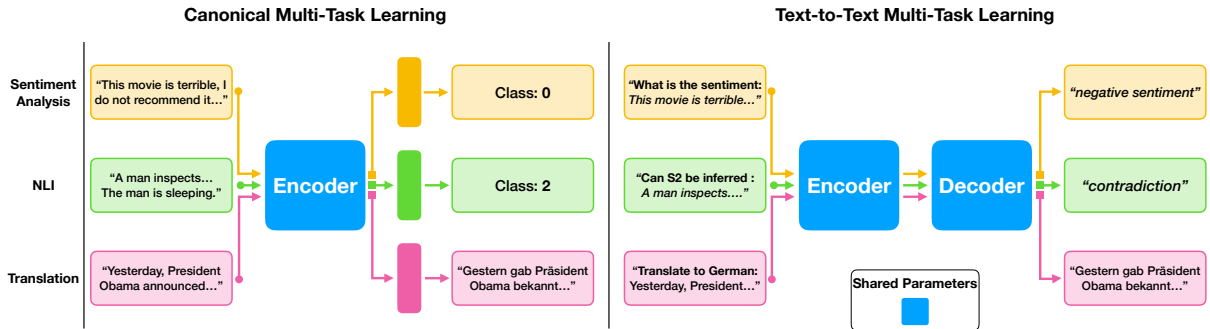 Canonical Multi-Task Learning
Text-to-Text Multi-Task Learning
Sentiment
Analysis
“This movie is terrible, I
do not recommend it…”
Class: 0
“What is the sentiment:
This movie is terrible…”
“negative sentiment”
NLI
“A man inspects…
The man is sleeping.”
Encoder
Class: 2
“Can S2 be inferred :
A man inspects….”
Encoder
Decoder
“contradiction”
Translation
“Yesterday, President
Obama announced…”
“Gestern gab Präsident
Obama bekannt…”
“Translate to German:
Yesterday, President…”
Shared Parameters
“Gestern gab Präsident
Obama bekannt…”